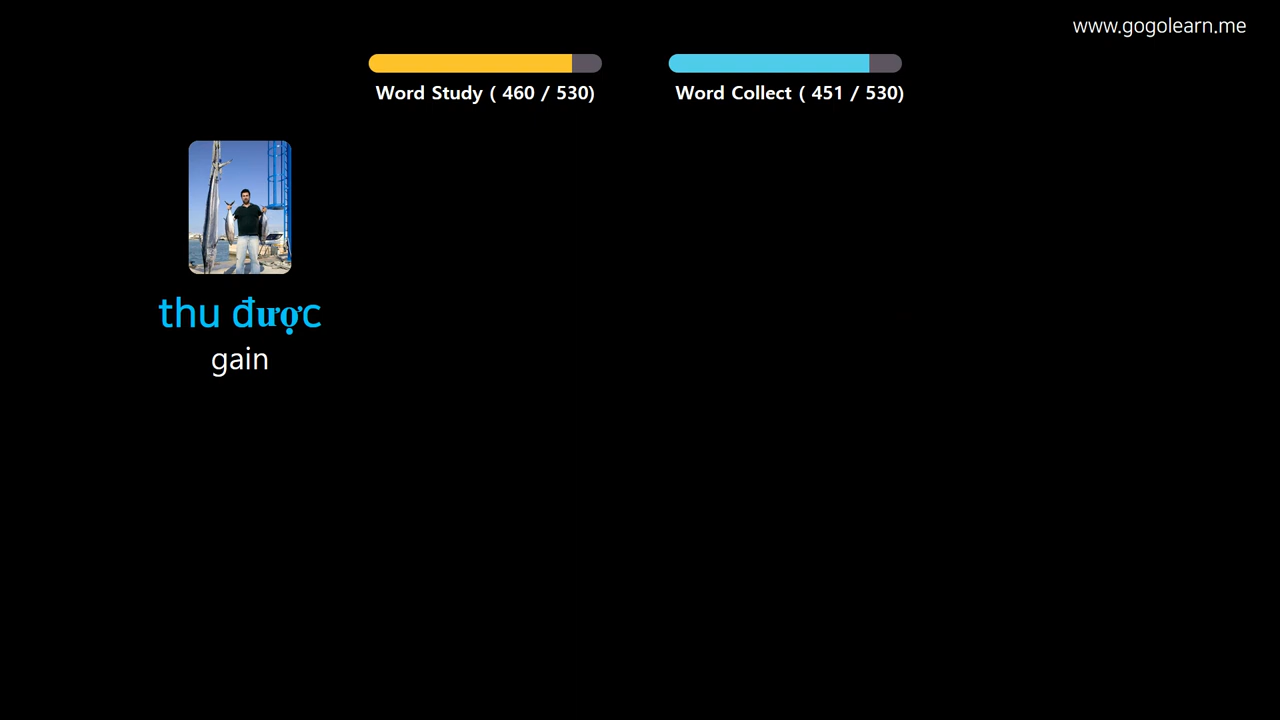 www.gogolearn.me
Word Study ( 460 / 530)
Word Collect ( 451 / 530)
thu được
gain